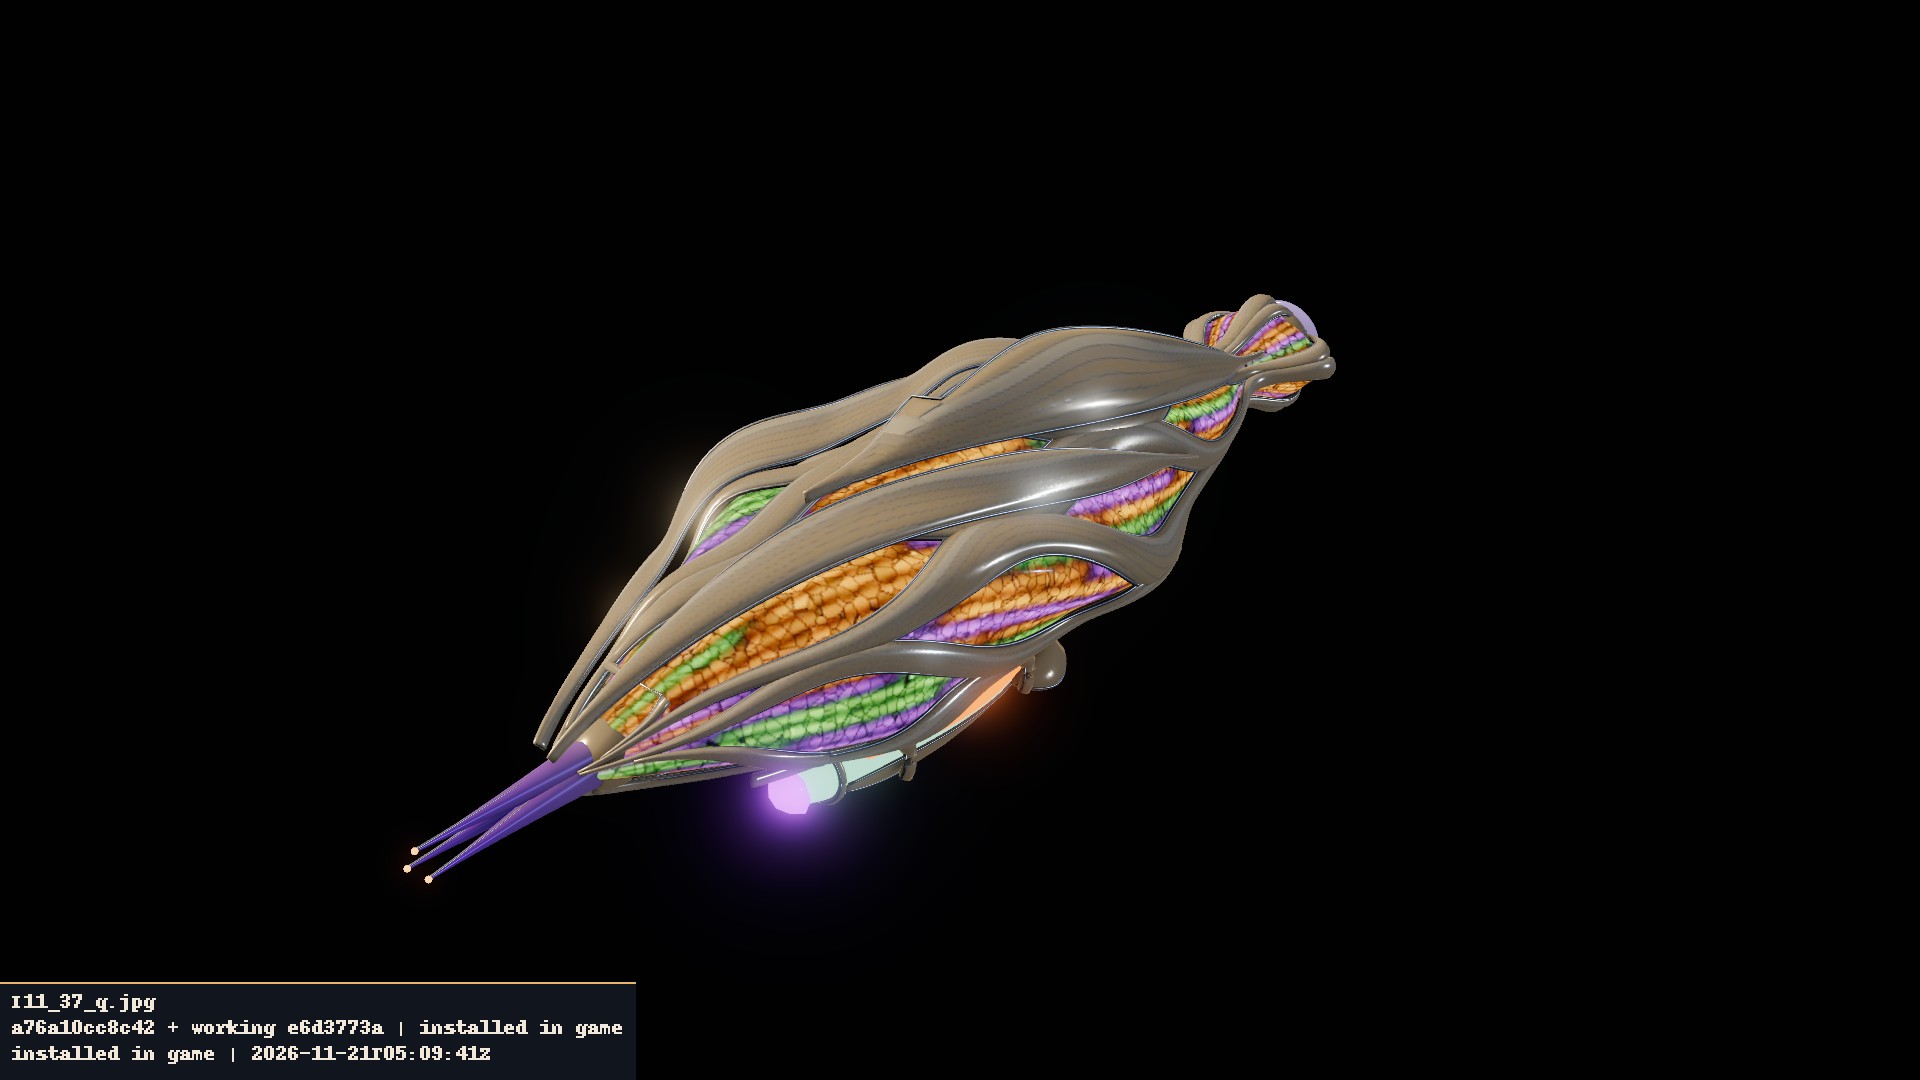 I11_37_q.jpg
a76a10cc8c42 + working e6d3773a | installed in game
installed in game | 2026-11-21T05:09:41Z